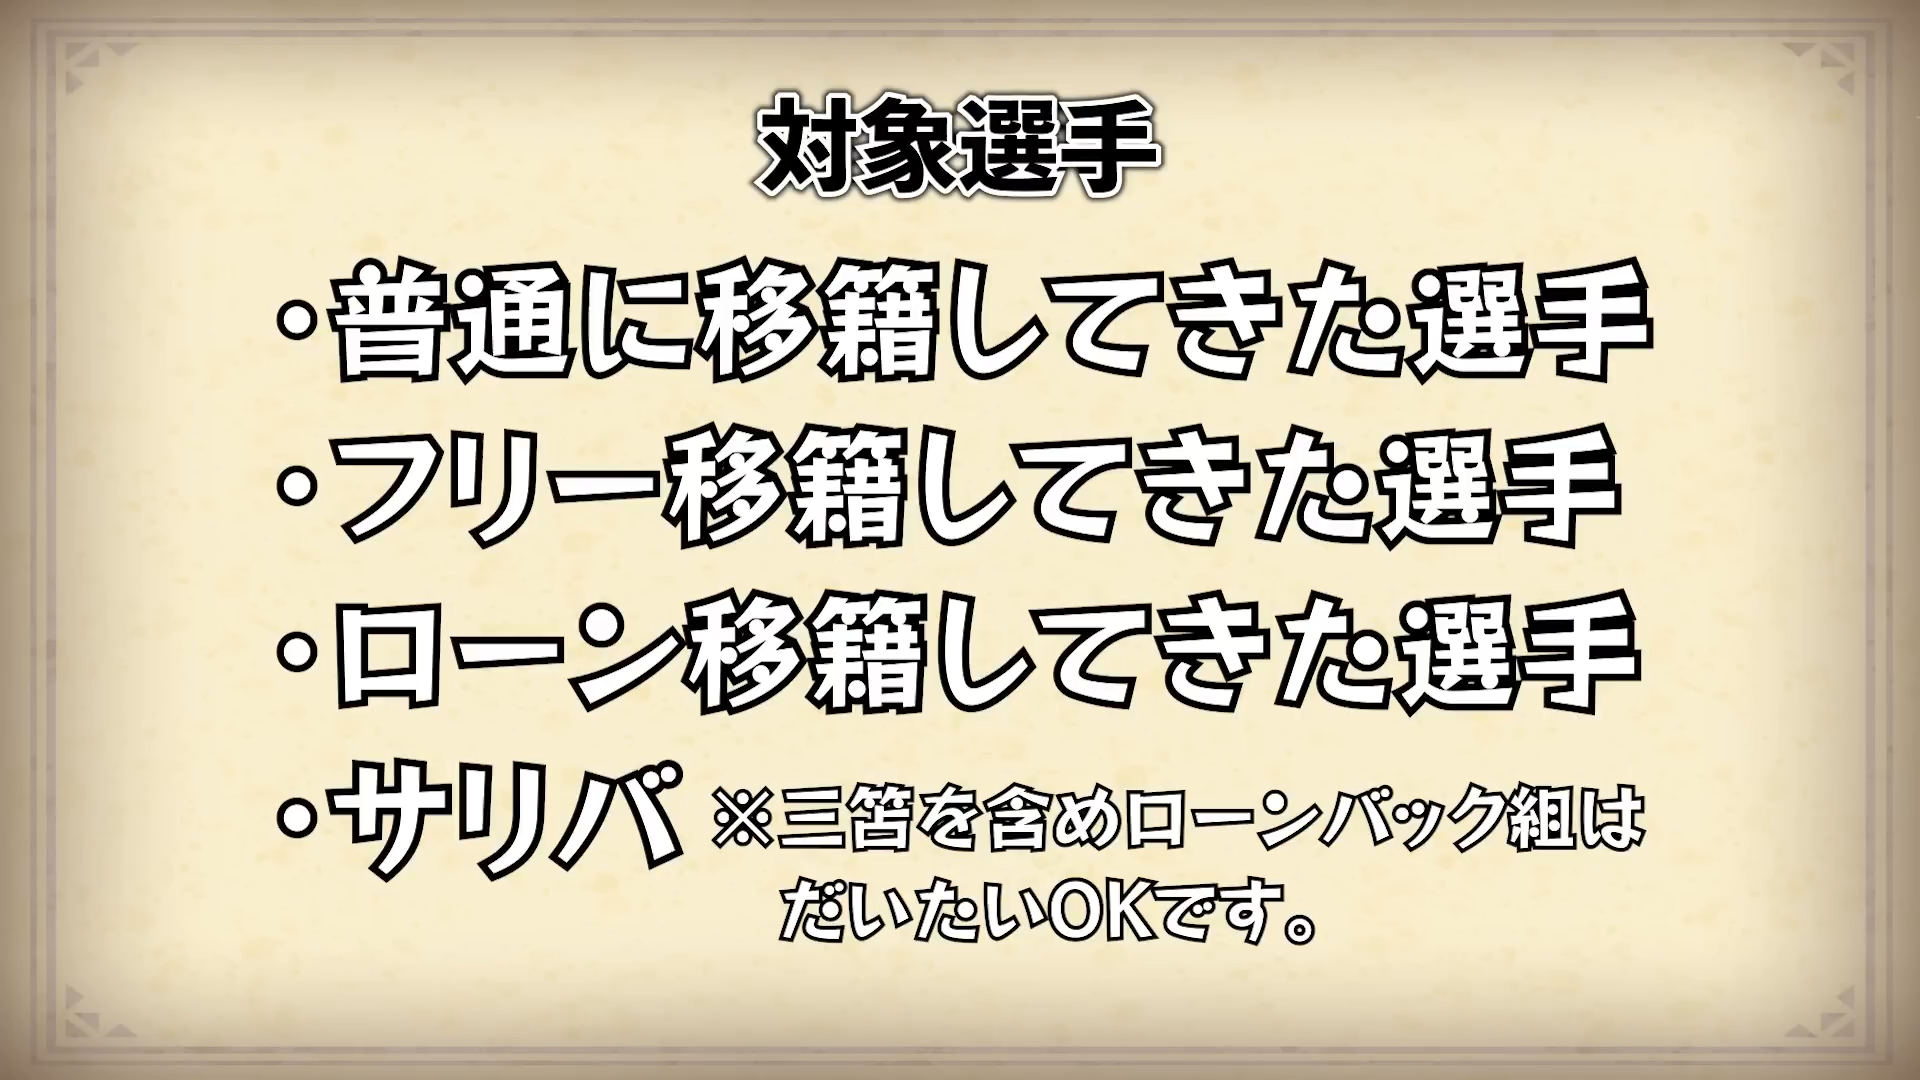 対象選手
・普通に移籍してきた選手
・フリー移籍してきた選手
・ローン移籍してきた選手
・サリバ ※三笘を含めローンバック組は
だいたいOKです。